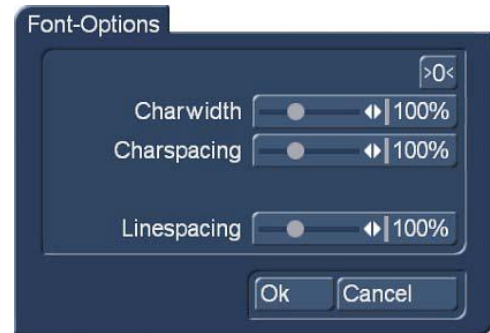 Font-Options
>0<
Charwidth 100%
Charspacing 100%
Linespacing 100%
Ok Cancel